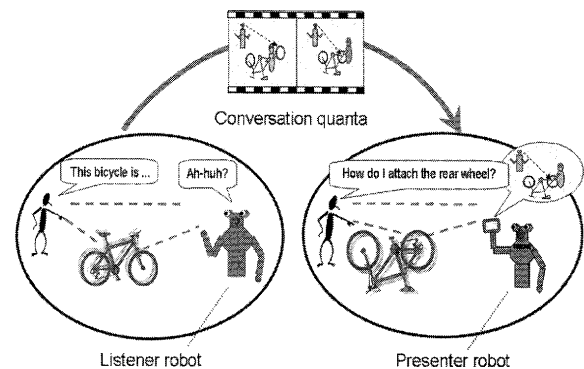 Conversation quanta
This bicycle is ...
Ah-huh?
How do I attach the rear wheel?
Listener robot
Presenter robot